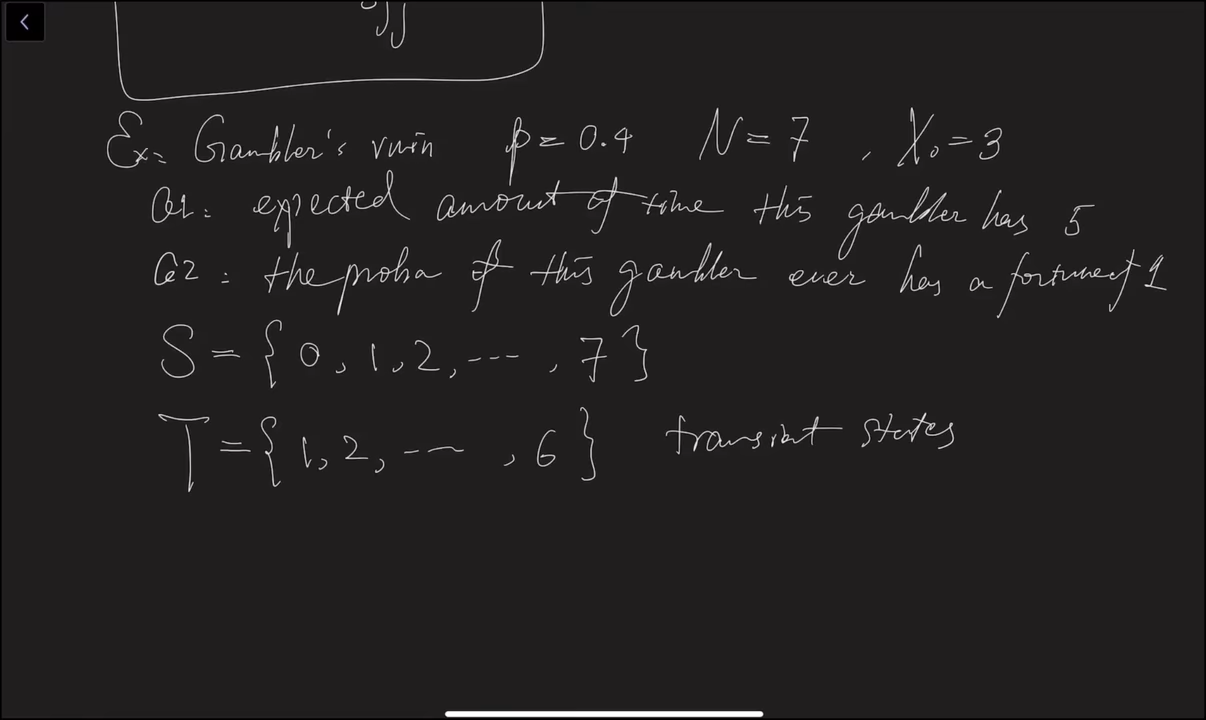 Ex: Gambler's ruin p = 0.4 N = 7 , X₀ = 3
Q1: expected amount of time this gambler has 5
Q2: the proba of this gambler ever has a fortune of 1
S = { 0, 1, 2, --- , 7 }
T = { 1, 2, --- , 6 } transient states